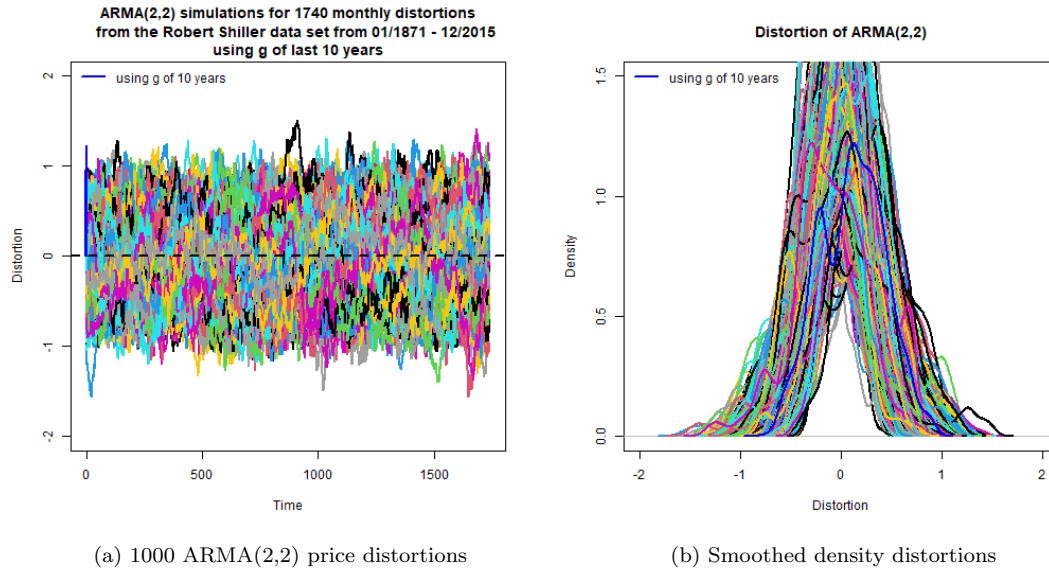 ARMA(2,2) simulations for 1740 monthly distortions
from the Robert Shiller data set from 01/1871 - 12/2015
using g of last 10 years
using g of 10 years
2
1
0
-1
-2
Distortion
0
500
1000
1500
Time
(a) 1000 ARMA(2,2) price distortions
Distortion of ARMA(2,2)
using g of 10 years
1.5
1.0
0.5
0.0
Density
-2
-1
0
1
2
Distortion
(b) Smoothed density distortions